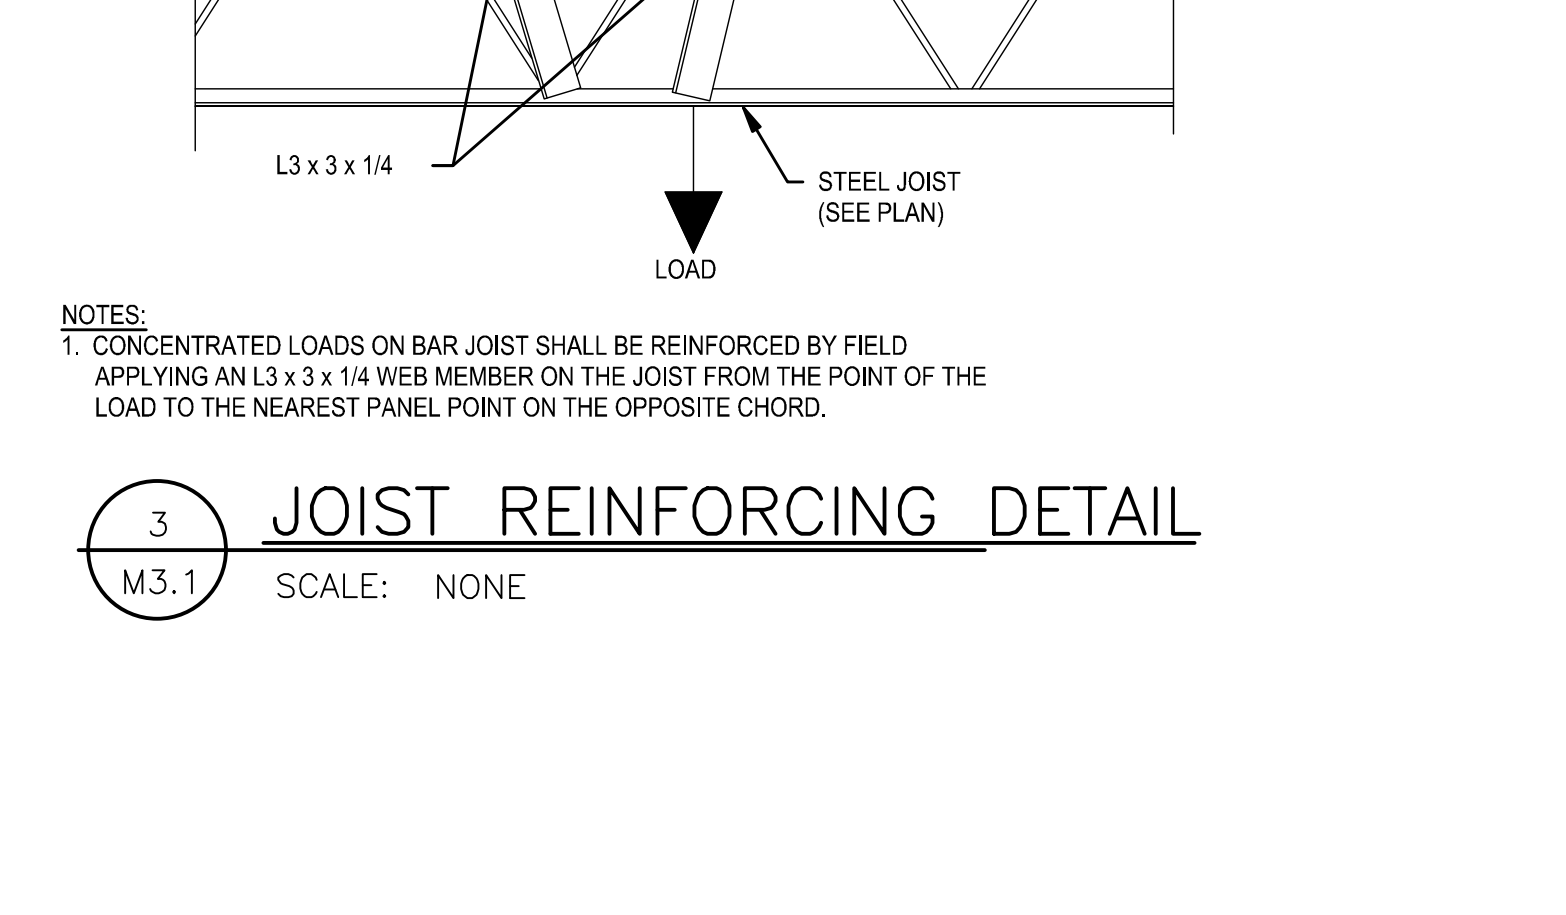 L3 x 3 x 1/4
STEEL JOIST
(SEE PLAN)
LOAD
NOTES:
1. CONCENTRATED LOADS ON BAR JOIST SHALL BE REINFORCED BY FIELD
APPLYING AN L3 x 3 x 1/4 WEB MEMBER ON THE JOIST FROM THE POINT OF THE
LOAD TO THE NEAREST PANEL POINT ON THE OPPOSITE CHORD.
3
M3.1
JOIST REINFORCING DETAIL
SCALE: NONE